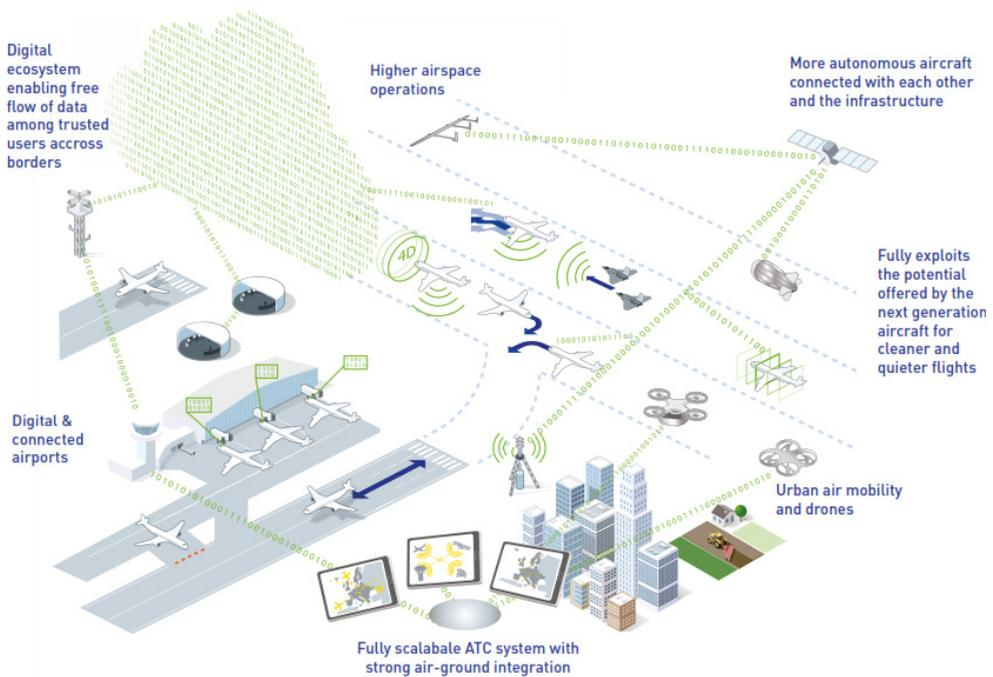 Digital
ecosystem
enabling free
flow of data
among trusted
users accross
borders
Higher airspace
operations
More autonomous aircraft
connected with each other
and the infrastructure
4D
Fully exploits
the potential
offered by the
next generation
aircraft for
cleaner and
quieter flights
Digital &
connected
airports
Urban air mobility
and drones
Fully scalabale ATC system with
strong air-ground integration